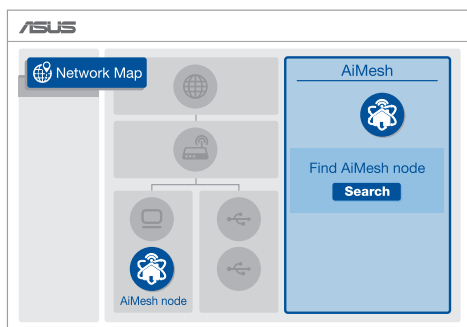 ASUS
Network Map
AiMesh
Find AiMesh node
Search
AiMesh node